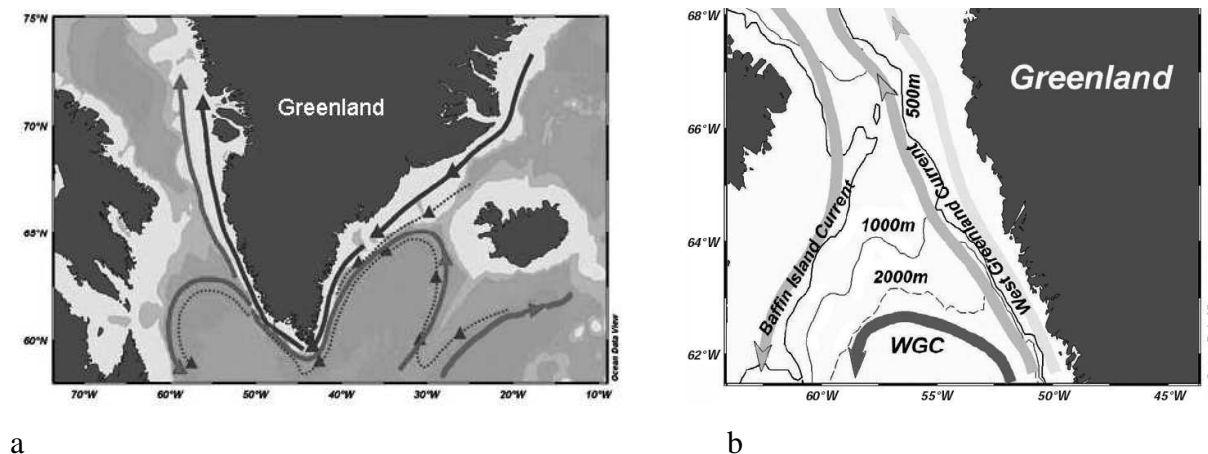 75°N
70°N
65°N
60°N
Greenland
Ocean Data View
70°W 60°W 50°W 40°W 30°W 20°W 10°W
a
68°W
66°W
64°W
62°W
Greenland
500m
1000m
2000m
Baffin Island Current
West Greenland Current
WGC
60°W 55°W 50°W 45°W
b